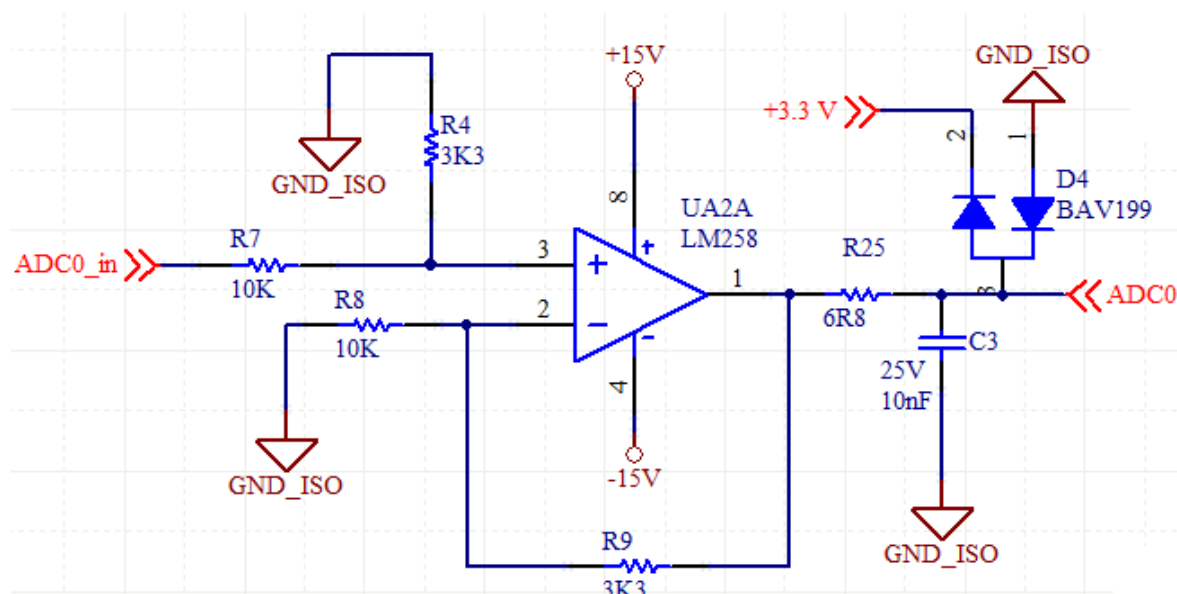 +15V
GND_ISO
+3.3 V
2
1
R4
3K3
GND_ISO
D4
BAV199
8
UA2A
LM258
R7
ADC0_in
10K
3
+
+
1
R25
6R8
3
ADC0
R8
10K
2
-
-
4
C3
25V
10nF
GND_ISO
-15V
GND_ISO
R9
3K3